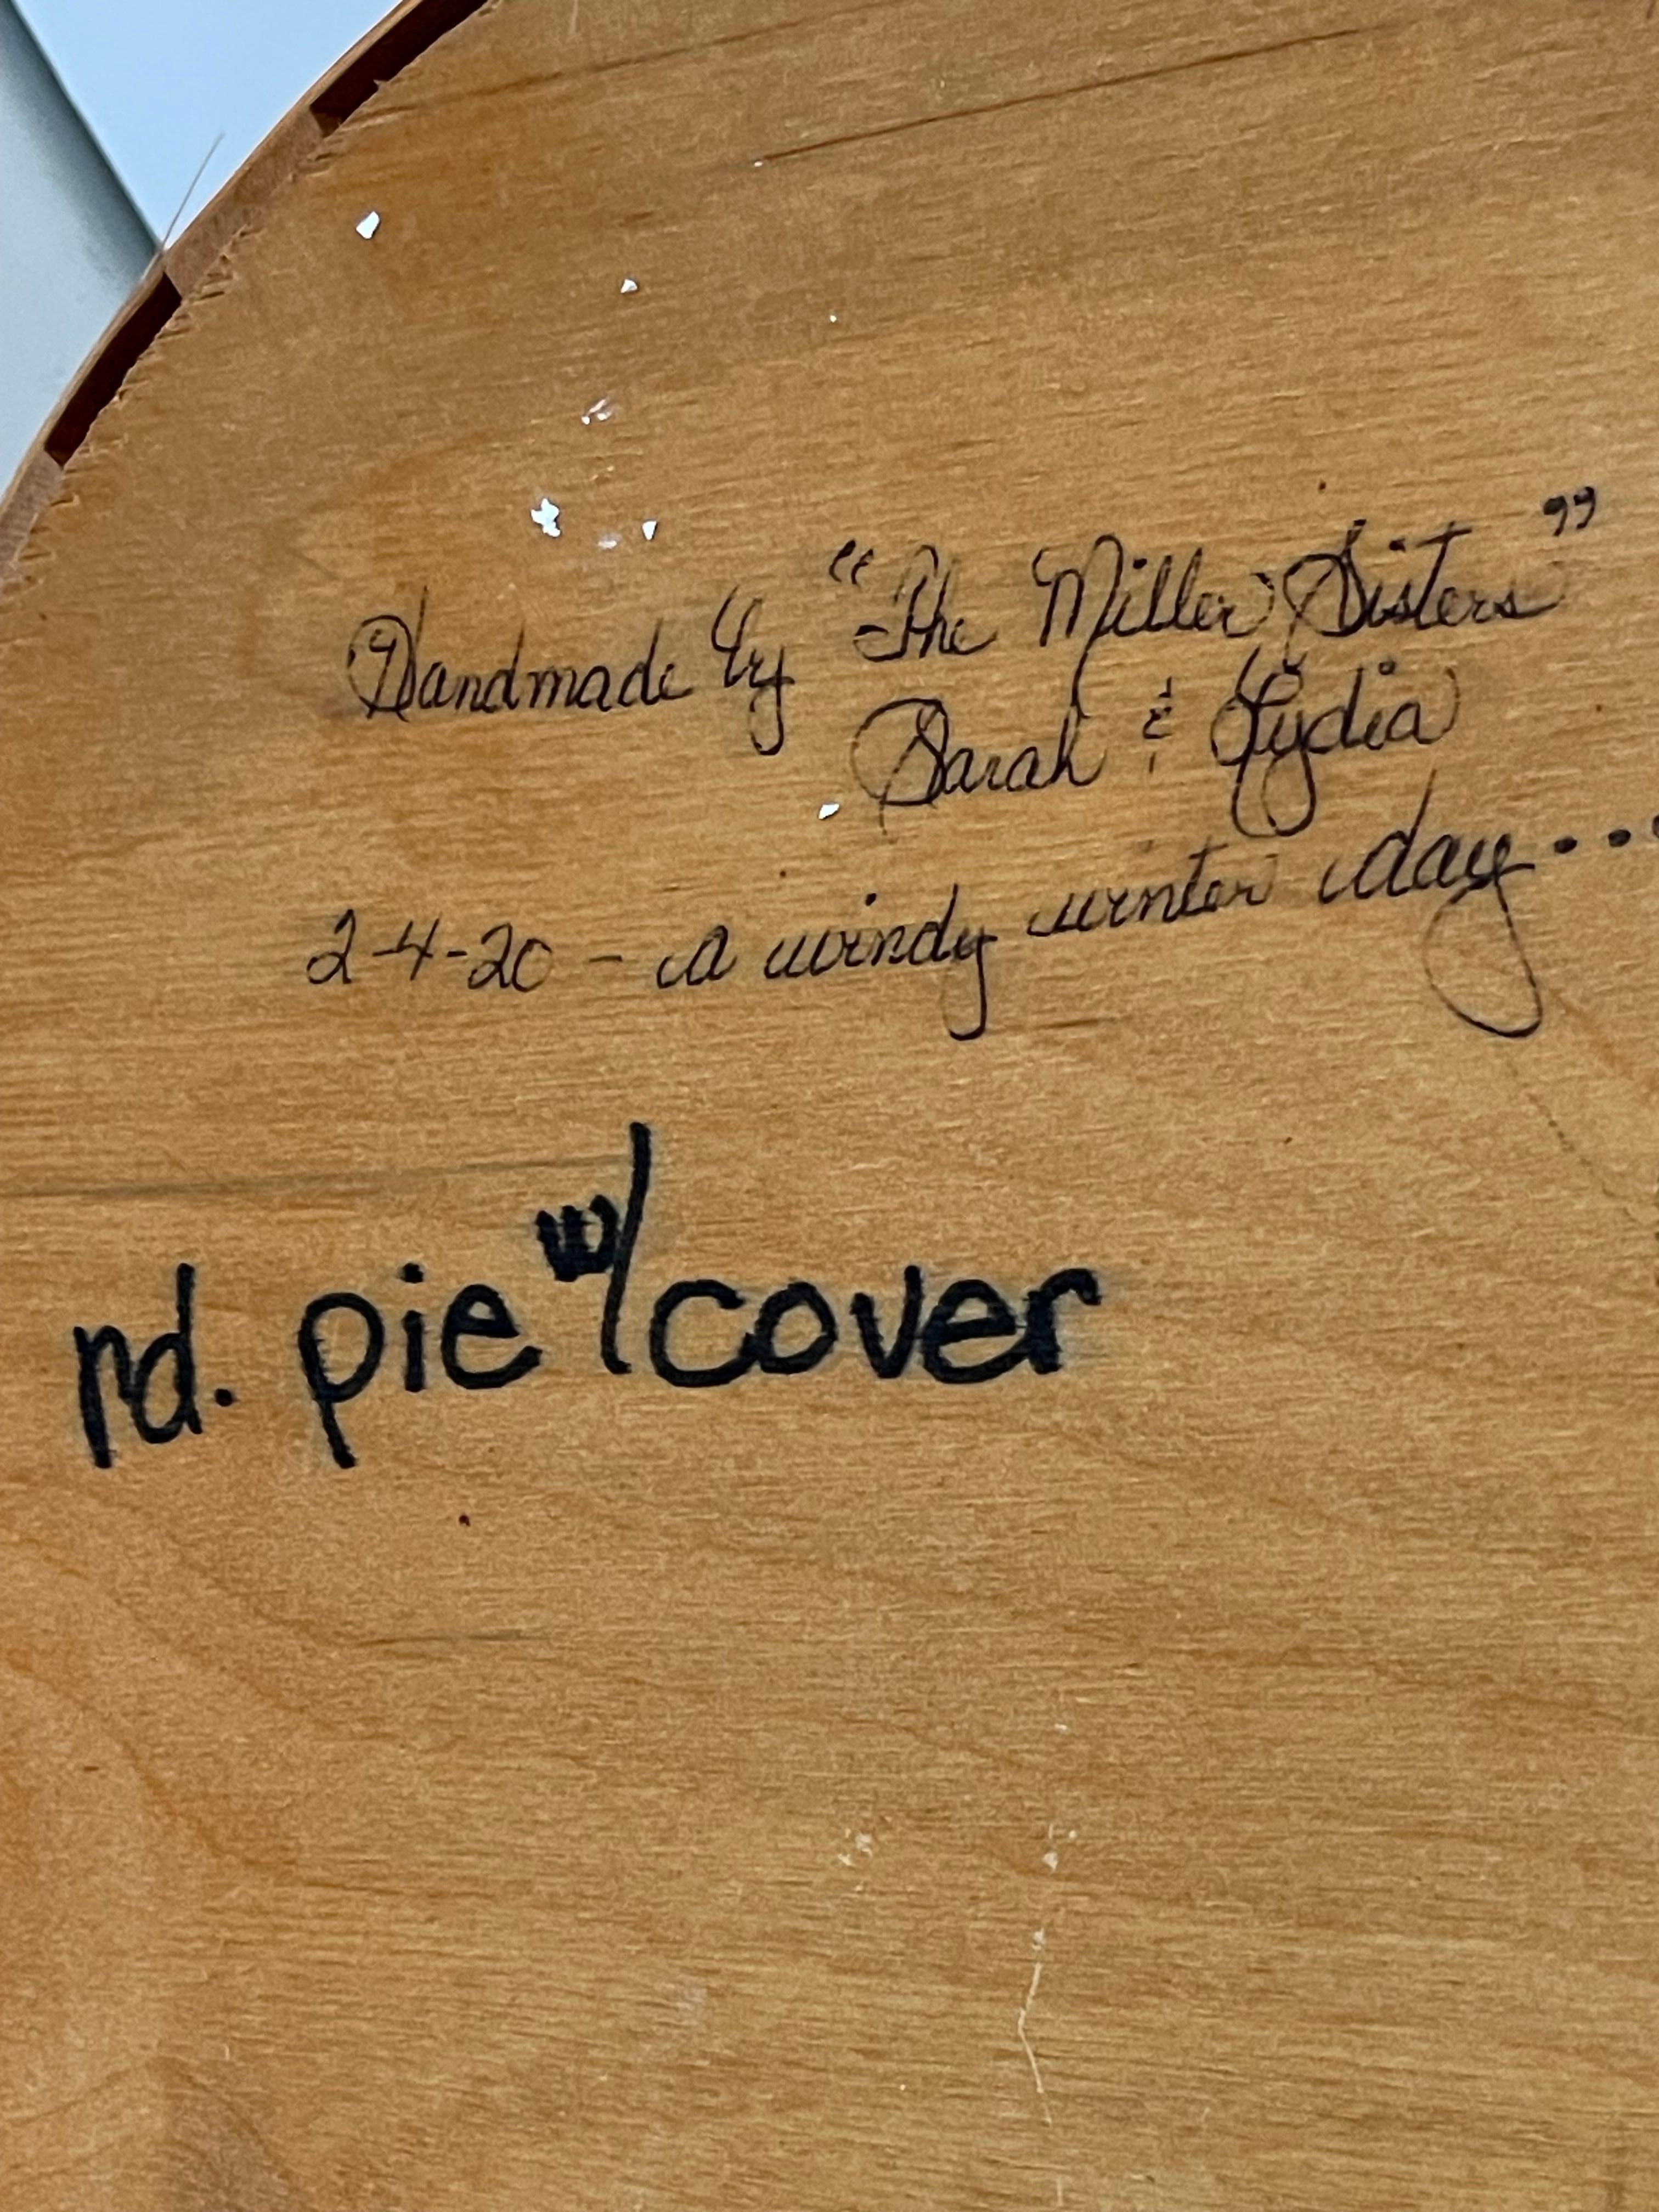 Handmade by “The Miller Sisters”
Sarah & Lydia
2-4-20 - a windy winter day...
rd. pie w/cover